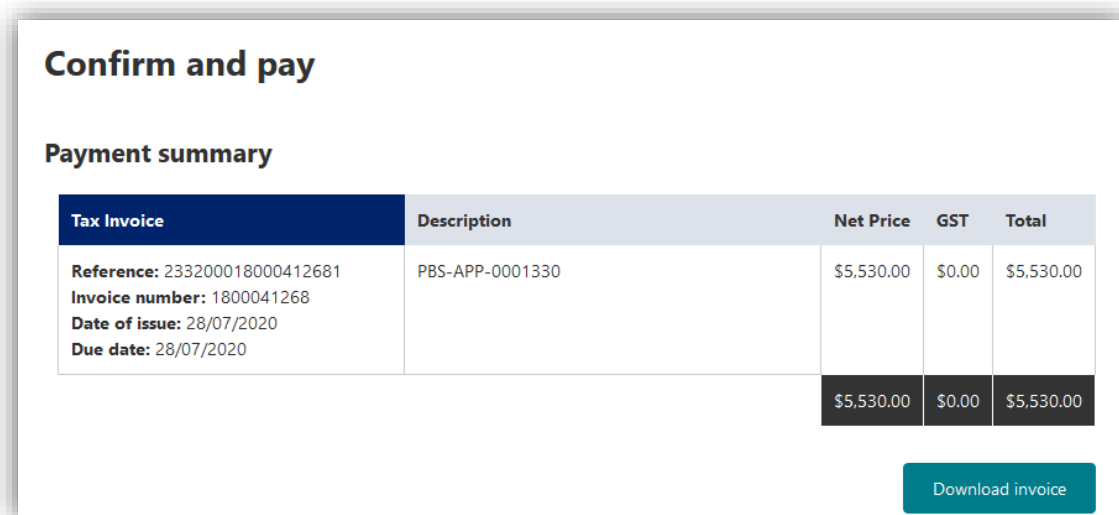 Confirm and pay
Payment summary
Tax Invoice Description Net Price GST Total
Reference: 233200018000412681 PBS-APP-0001330 $5,530.00 $0.00 $5,530.00
Invoice number: 1800041268
Date of issue: 28/07/2020
Due date: 28/07/2020
$5,530.00 $0.00 $5,530.00
Download invoice